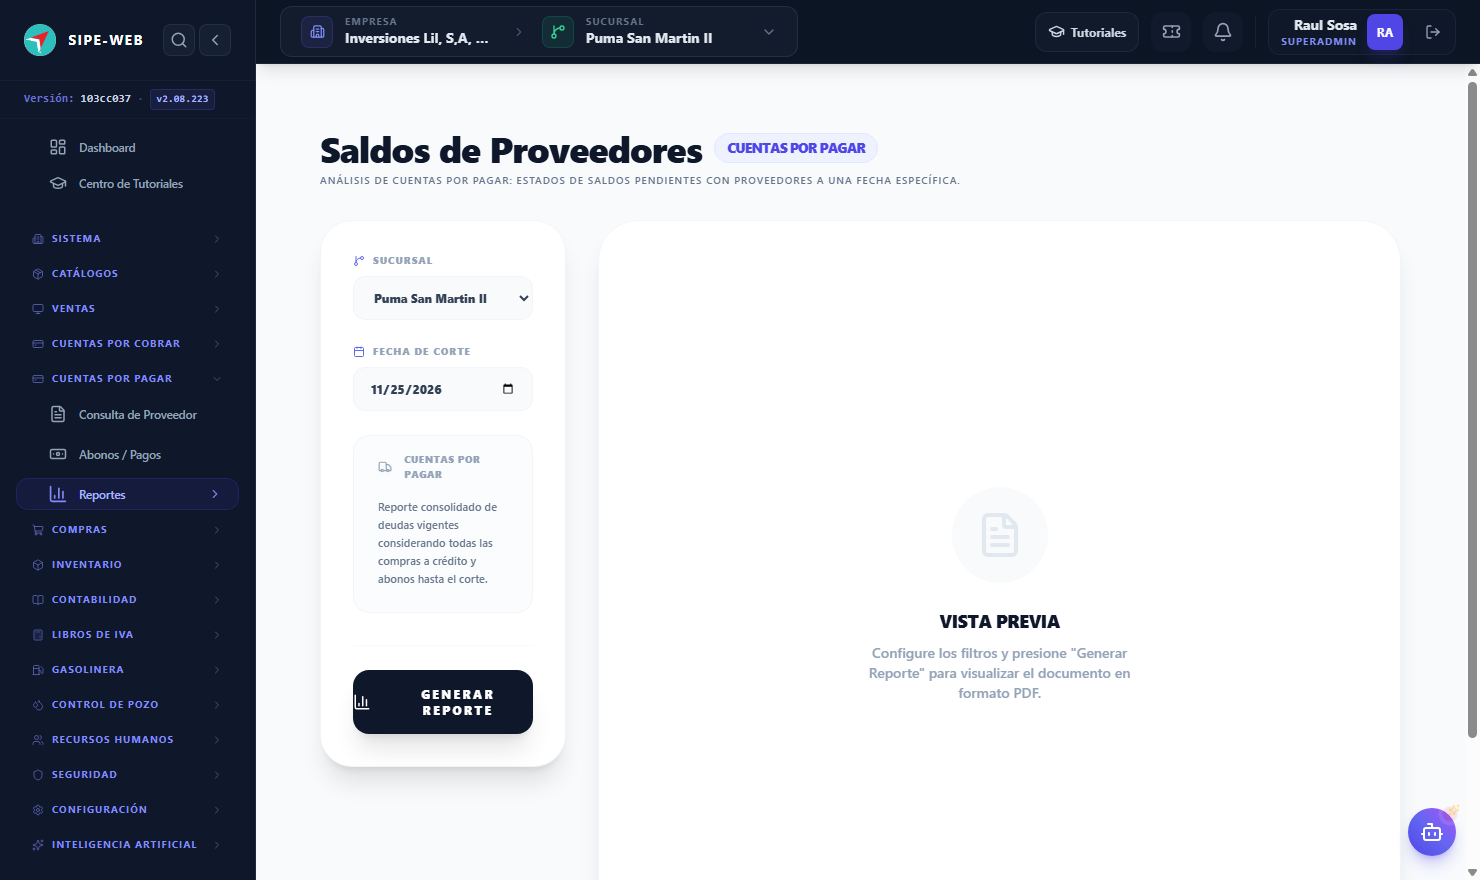 SIPE-WEB
Versión: 103cc037 · v2.08.223
Dashboard
Centro de Tutoriales
SISTEMA
CATÁLOGOS
VENTAS
CUENTAS POR COBRAR
CUENTAS POR PAGAR
Consulta de Proveedor
Abonos / Pagos
Reportes
COMPRAS
INVENTARIO
CONTABILIDAD
LIBROS DE IVA
GASOLINERA
CONTROL DE POZO
RECURSOS HUMANOS
SEGURIDAD
CONFIGURACIÓN
INTELIGENCIA ARTIFICIAL
EMPRESA
Inversiones Lil, S,A, ...
SUCURSAL
Puma San Martin II
Tutoriales
Raul Sosa
SUPERADMIN
RA
Saldos de Proveedores
CUENTAS POR PAGAR
ANÁLISIS DE CUENTAS POR PAGAR: ESTADOS DE SALDOS PENDIENTES CON PROVEEDORES A UNA FECHA ESPECÍFICA.
SUCURSAL
Puma San Martin II
FECHA DE CORTE
11/25/2026
CUENTAS POR
PAGAR
Reporte consolidado de
deudas vigentes
considerando todas las
compras a crédito y
abonos hasta el corte.
GENERAR
REPORTE
VISTA PREVIA
Configure los filtros y presione "Generar
Reporte" para visualizar el documento en
formato PDF.